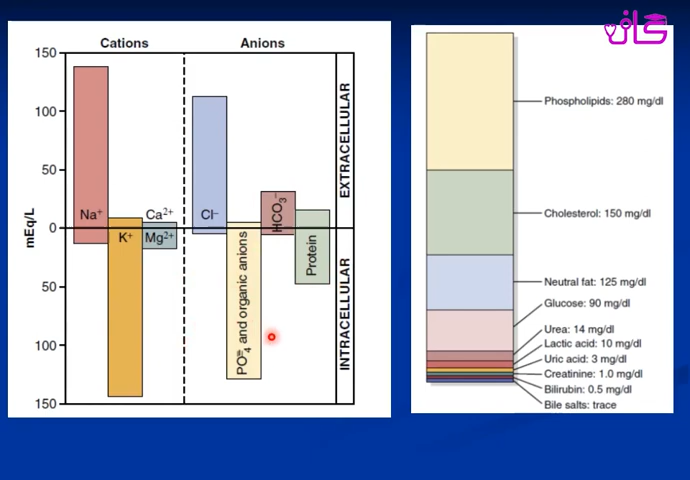 Cations Anions
150
100
50
0
50
100
150
mEq/L
Na⁺
K⁺
Ca²⁺
Mg²⁺
Cl⁻
PO₄≡ and organic anions
HCO₃⁻
Protein
EXTRACELLULAR
INTRACELLULAR
Phospholipids: 280 mg/dl
Cholesterol: 150 mg/dl
Neutral fat: 125 mg/dl
Glucose: 90 mg/dl
Urea: 14 mg/dl
Lactic acid: 10 mg/dl
Uric acid: 3 mg/dl
Creatinine: 1.0 mg/dl
Bilirubin: 0.5 mg/dl
Bile salts: trace